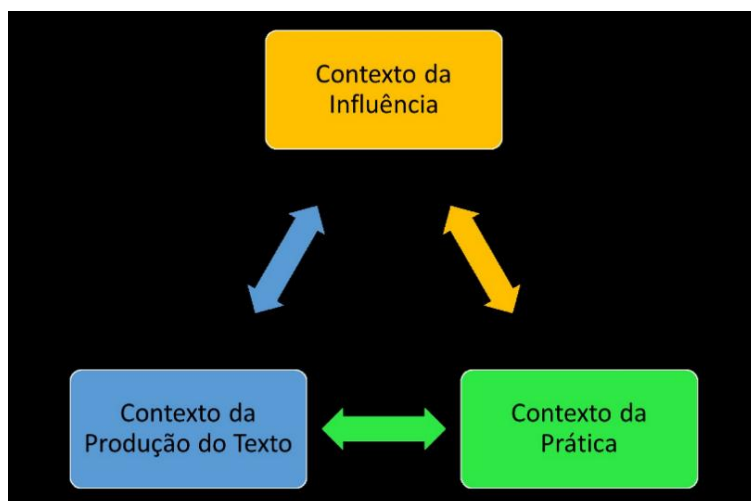 Contexto da
Influência
Contexto da
Produção do Texto
Contexto da
Prática